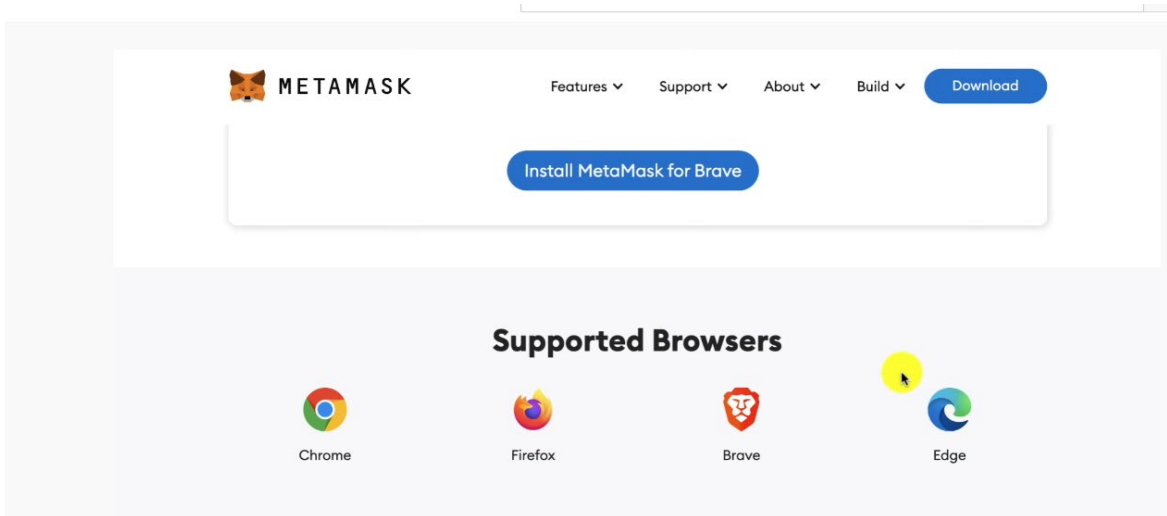 METAMASK Features Support About Build Download
Install MetaMask for Brave
Supported Browsers
Chrome Firefox Brave Edge